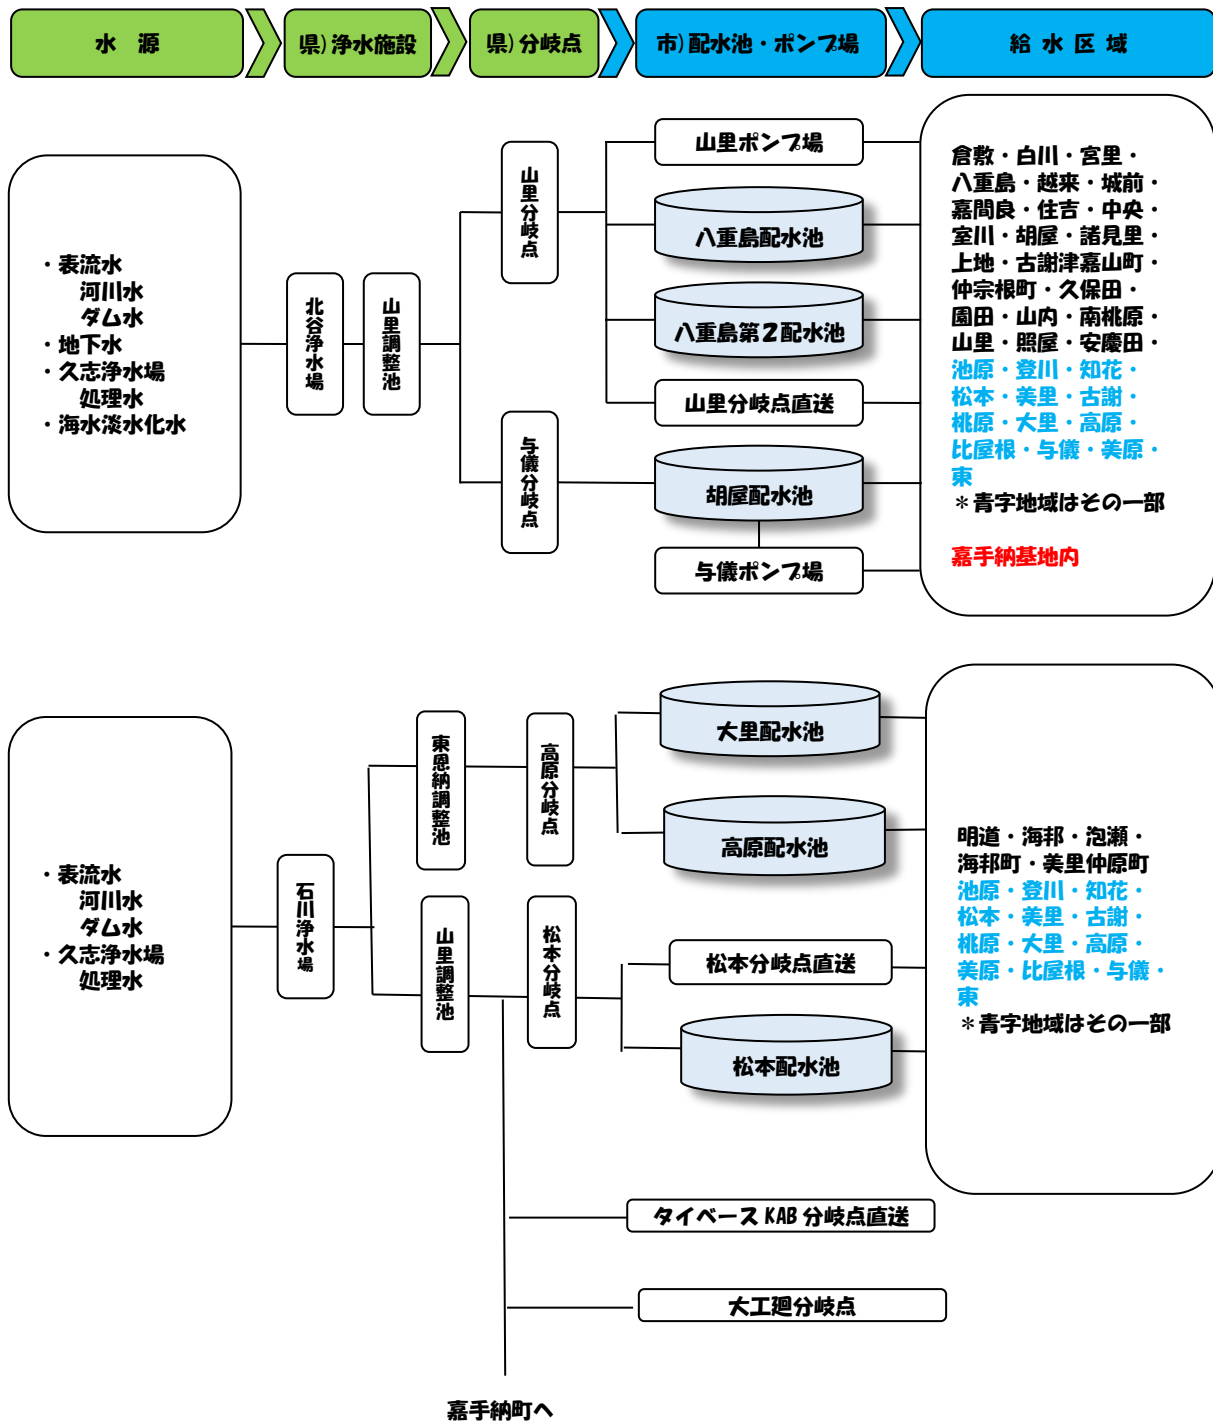 水　源
県）浄水施設
県）分岐点
市）配水池・ポンプ場
給 水 区 域
・表流水
河川水
ダム水
・地下水
・久志浄水場
処理水
・海水淡水化水
北谷浄水場
山里調整池
山里分岐点
与儀分岐点
山里ポンプ場
八重島配水池
八重島第２配水池
山里分岐点直送
胡屋配水池
与儀ポンプ場
倉敷・白川・宮里・
八重島・越来・城前・
嘉間良・住吉・中央・
室川・胡屋・諸見里・
上地・古謝津嘉山町・
仲宗根町・久保田・
園田・山内・南桃原・
山里・照屋・安慶田・
池原・登川・知花・
松本・美里・古謝・
桃原・大里・高原・
比屋根・与儀・美原・
東
＊青字地域はその一部
嘉手納基地内
・表流水
河川水
ダム水
・久志浄水場
処理水
石川浄水場
東恩納調整池
山里調整池
高原分岐点
松本分岐点
大里配水池
高原配水池
松本分岐点直送
松本配水池
明道・海邦・泡瀬・
海邦町・美里仲原町
池原・登川・知花・
松本・美里・古謝・
桃原・大里・高原・
美原・比屋根・与儀・
東
＊青字地域はその一部
タイベース KAB 分岐点直送
大工廻分岐点
嘉手納町へ